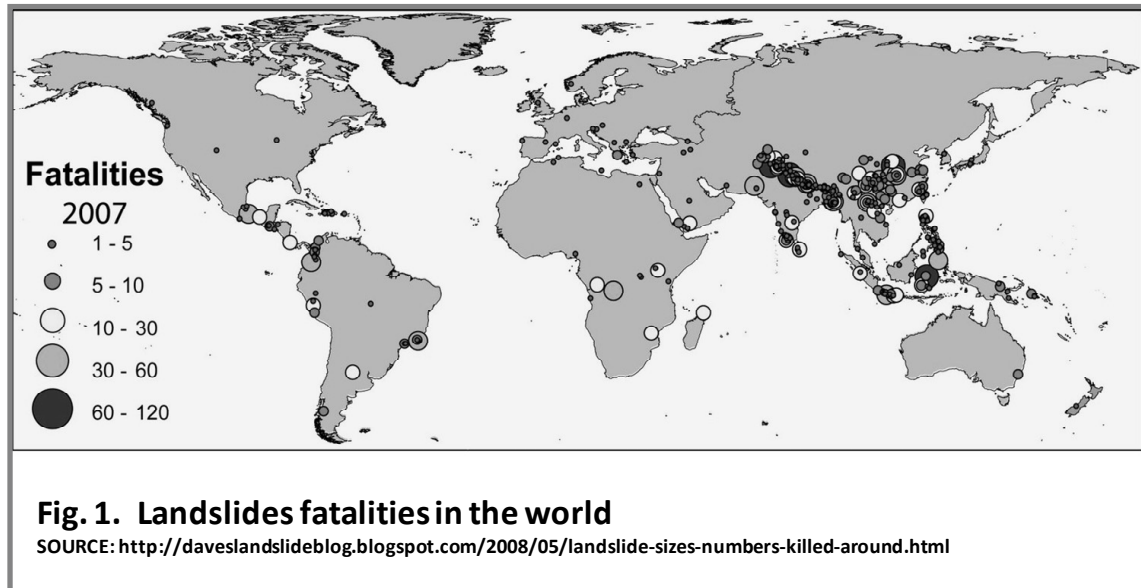 Fatalities
2007
1 - 5
5 - 10
10 - 30
30 - 60
60 - 120
Fig. 1. Landslides fatalities in the world
SOURCE: http://daveslandslideblog.blogspot.com/2008/05/landslide-sizes-numbers-killed-around.html